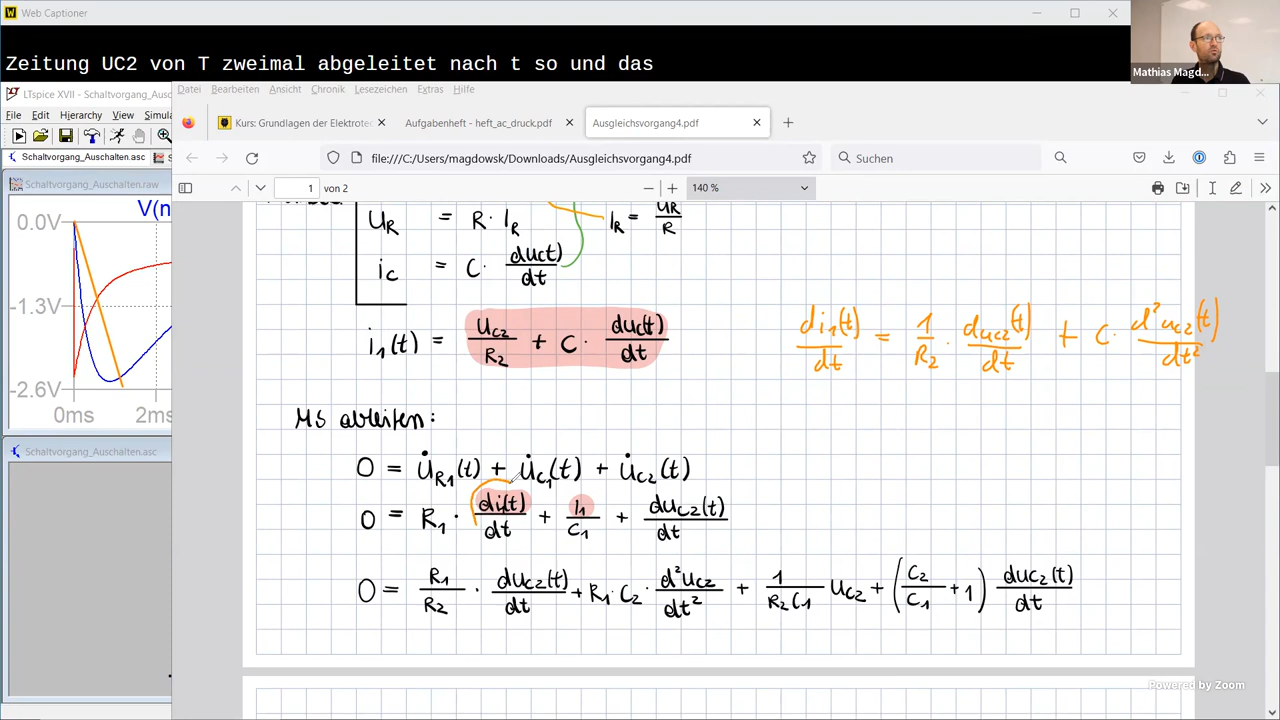 Web Captioner
Zeitung UC2 von T zweimal abgeleitet nach t so und das
Mathias Magd...
LTspice XVII - Schaltvorgang_Aus
File Edit Hierarchy View Simula
Schaltvorgang_Auschalten.asc
Schaltvorgang_Auschalten.raw
V(n
0.0V
-1.3V
-2.6V
0ms 2ms
Schaltvorgang_Auschalten.asc
Datei Bearbeiten Ansicht Chronik Lesezeichen Extras Hilfe
Kurs: Grundlagen der Elektroter Aufgabenheft - heft_ac_druck.pdf Ausgleichsvorgang4.pdf
file:///C:/Users/magdowsk/Downloads/Ausgleichsvorgang4.pdf Suchen
1 von 2 140 %
U_R = R · I_R I_R = U_R/R
i_C = C · du_C(t)/dt
i_1(t) = U_C2/R_2 + C · du_C(t)/dt
di_1(t)/dt = 1/R_2 · du_C2(t)/dt + C · d²u_C2(t)/dt²
MS ableiten:
0 = u̇_R1(t) + u̇_C1(t) + u̇_C2(t)
0 = R_1 · di_1(t)/dt + I_1/C_1 + du_C2(t)/dt
0 = R_1/R_2 · du_C2(t)/dt + R_1 · C_2 · d²u_C2/dt² + 1/(R_2 C_1) U_C2 + (C_2/C_1 + 1) du_C2(t)/dt
Powered by Zoom